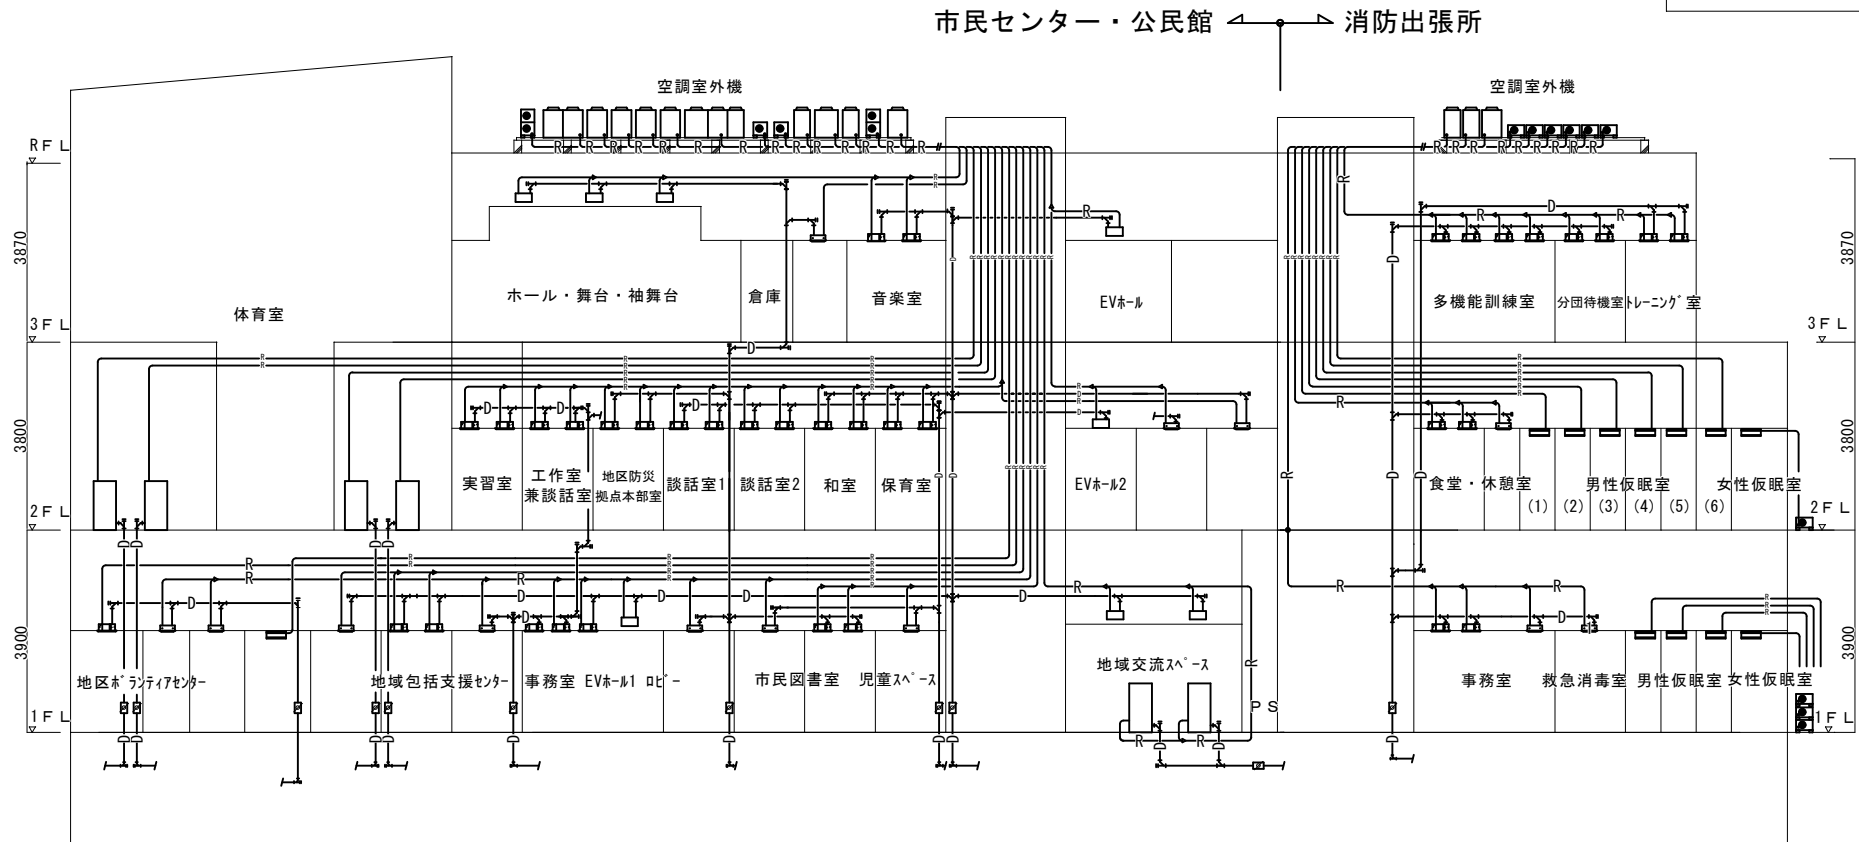 市民センター・公民館 消防出張所
空調室外機 空調室外機
RFL
3870 3870
ホール・舞台・袖舞台 倉庫 音楽室 EVホール 多機能訓練室 分団待機室 トレーニング室
体育室
3FL 3FL
3800 3800
実習室 工作室兼談話室 地区防災拠点本部室 談話室1 談話室2 和室 保育室 EVホール2 食堂・休憩室 男性仮眠室 女性仮眠室
(1) (2) (3) (4) (5) (6)
2FL 2FL
3900 3900
地区ボランティアセンター 地域包括支援センター 事務室 EVホール1 ロビー 市民図書室 児童スペース 地域交流スペース 事務室 救急消毒室 男性仮眠室 女性仮眠室
PS
1FL 1FL